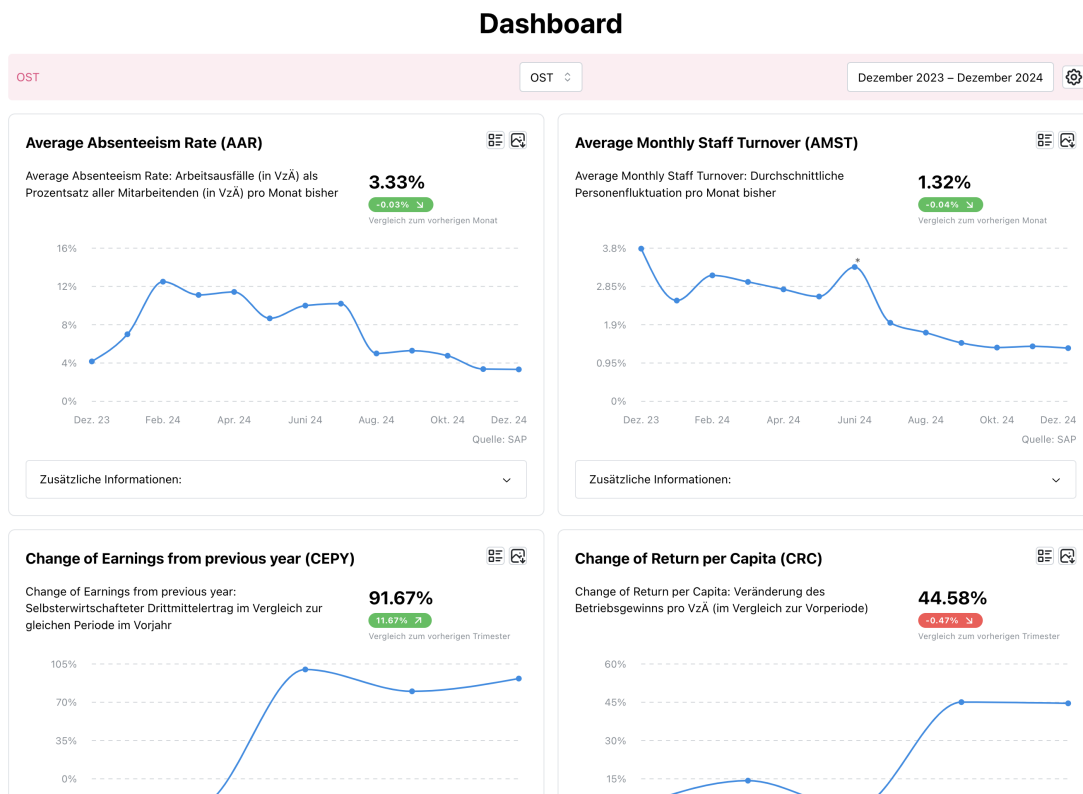 Dashboard
OST
OST
Dezember 2023 – Dezember 2024
Average Absenteeism Rate (AAR)
Average Absenteeism Rate: Arbeitsausfälle (in VzÄ) als
Prozentsatz aller Mitarbeitenden (in VzÄ) pro Monat bisher
3.33%
-0.03%
Vergleich zum vorherigen Monat
16%
12%
8%
4%
0%
Dez. 23
Feb. 24
Apr. 24
Juni 24
Aug. 24
Okt. 24
Dez. 24
Quelle: SAP
Zusätzliche Informationen:
Average Monthly Staff Turnover (AMST)
Average Monthly Staff Turnover: Durchschnittliche
Personenfluktuation pro Monat bisher
1.32%
-0.04%
Vergleich zum vorherigen Monat
3.8%
2.85%
1.9%
0.95%
0%
*
Dez. 23
Feb. 24
Apr. 24
Juni 24
Aug. 24
Okt. 24
Dez. 24
Quelle: SAP
Zusätzliche Informationen:
Change of Earnings from previous year (CEPY)
Change of Earnings from previous year:
Selbsterwirtschafteter Drittmittelertrag im Vergleich zur
gleichen Periode im Vorjahr
91.67%
11.67%
Vergleich zum vorherigen Trimester
105%
70%
35%
0%
Change of Return per Capita (CRC)
Change of Return per Capita: Veränderung des
Betriebsgewinns pro VzÄ (im Vergleich zur Vorperiode)
44.58%
-0.47%
Vergleich zum vorherigen Trimester
60%
45%
30%
15%